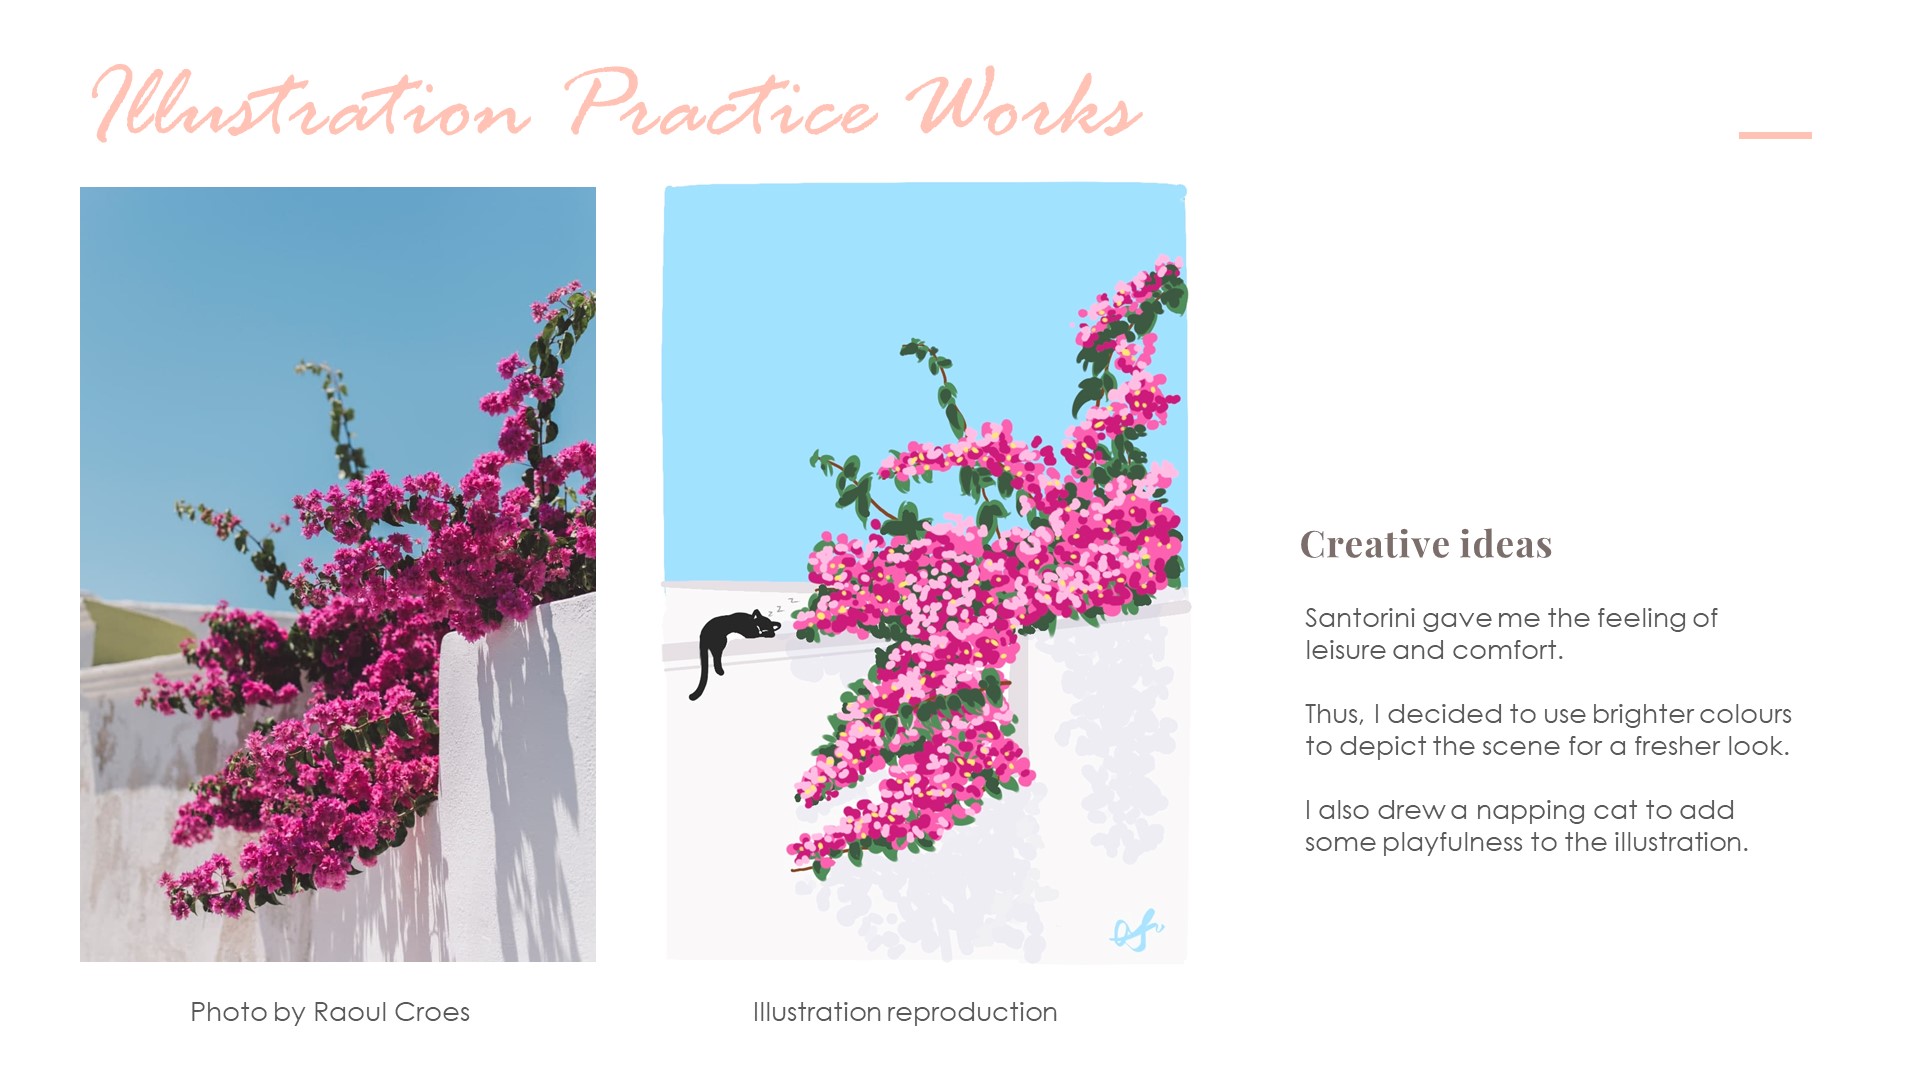 Illustration Practice Works
Photo by Raoul Croes
z z z
Illustration reproduction
Creative ideas
Santorini gave me the feeling of
leisure and comfort.
Thus, I decided to use brighter colours
to depict the scene for a fresher look.
I also drew a napping cat to add
some playfulness to the illustration.